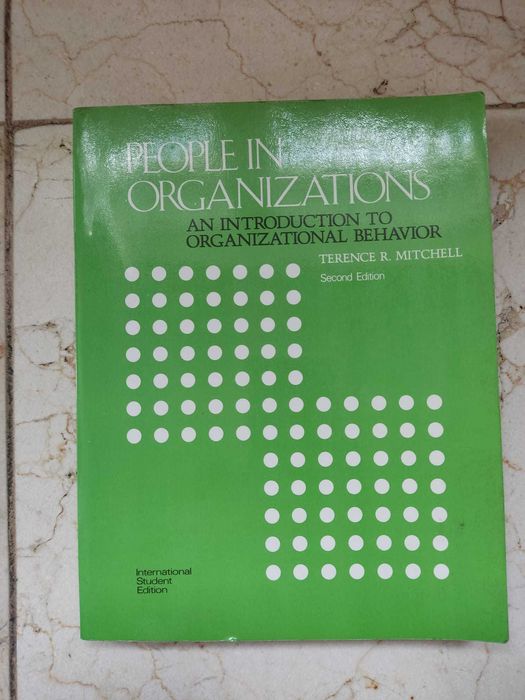 PEOPLE IN
ORGANIZATIONS
AN INTRODUCTION TO
ORGANIZATIONAL BEHAVIOR
TERENCE R. MITCHELL
Second Edition
International
Student
Edition